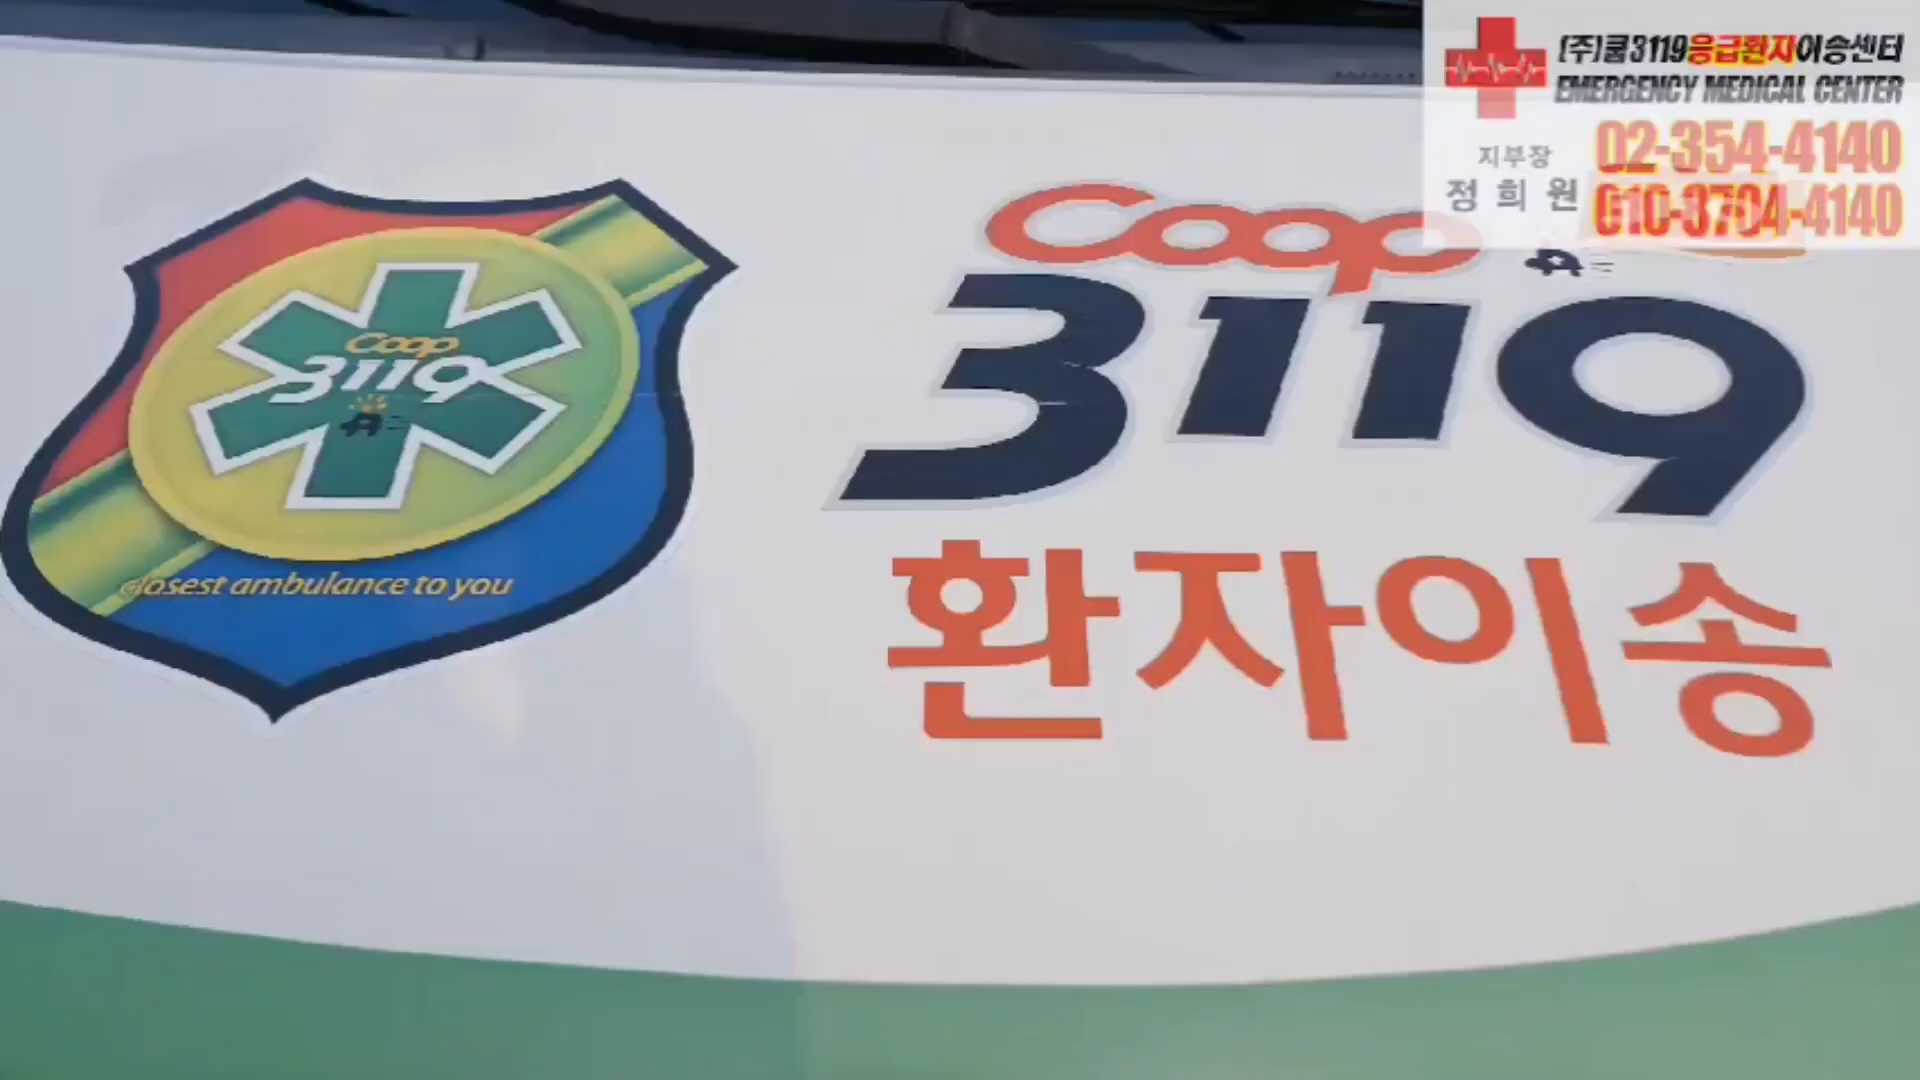 [주]쿱3119응급환자이송센터
EMERGENCY MEDICAL CENTER
지부장
정희원
02-354-4140
010-3704-4140
Coop
3119
환자이송
Coop
3119
closest ambulance to you